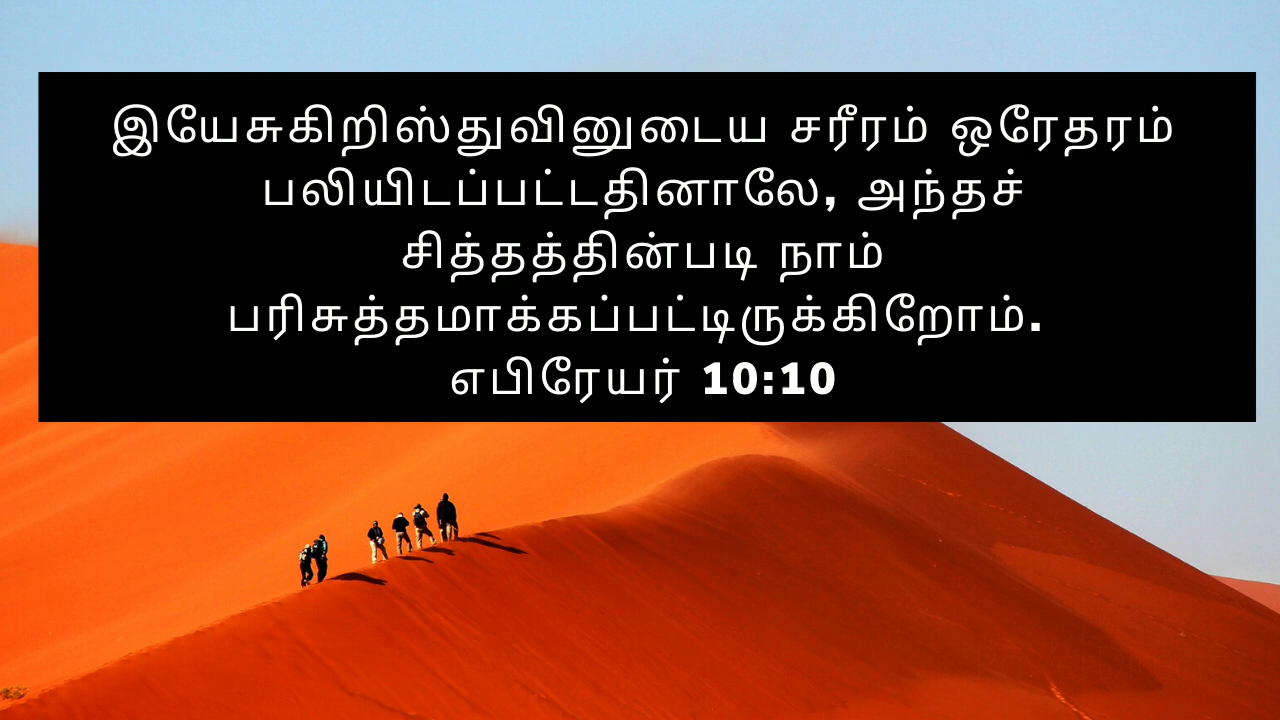 இயேசுகிறிஸ்துவினுடைய சரீரம் ஒரேதரம்
பலியிடப்பட்டதினாலே, அந்தச்
சித்தத்தின்படி நாம்
பரிசுத்தமாக்கப்பட்டிருக்கிறோம்.
எபிரேயர் 10:10